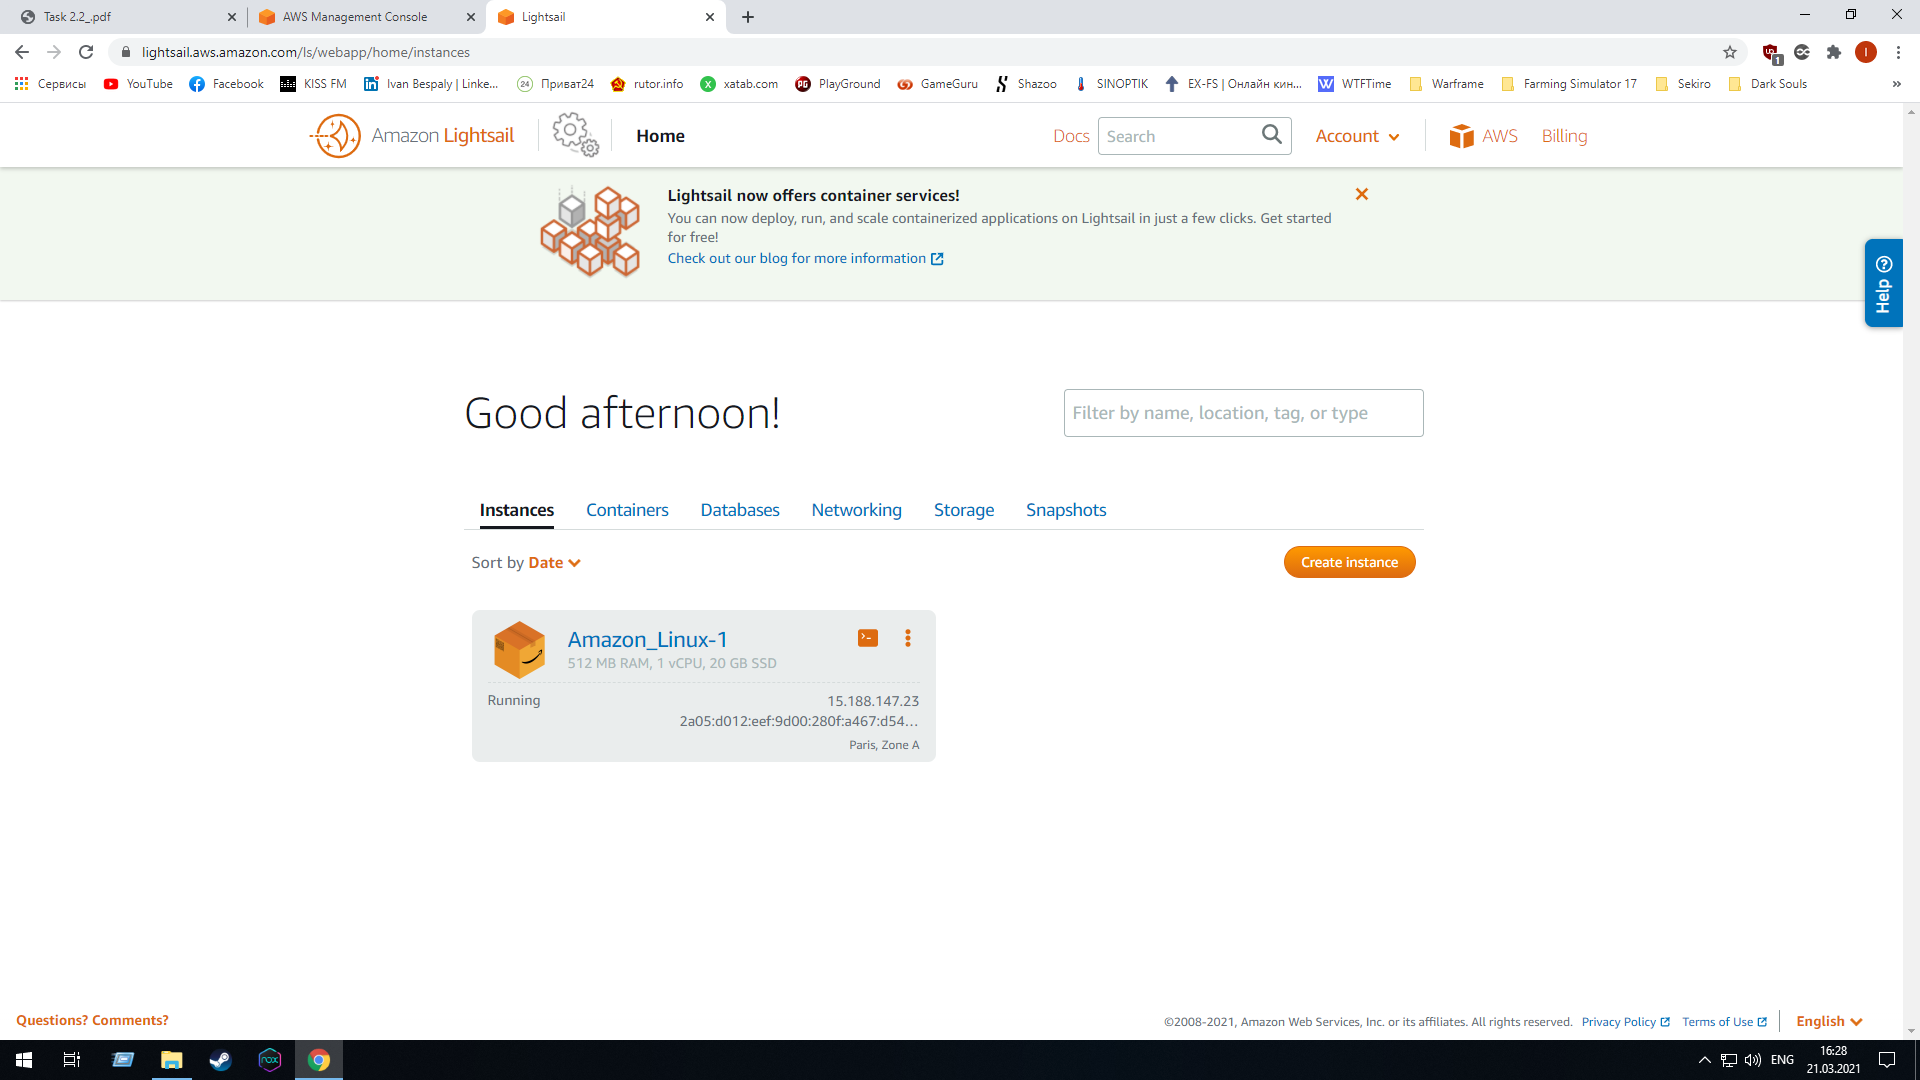 Task 2.2_.pdf
AWS Management Console
Lightsail
lightsail.aws.amazon.com/ls/webapp/home/instances
1
I
Сервисы
YouTube
Facebook
KISS FM
Ivan Bespaly | Linke...
24
Приват24
rutor.info
X
xatab.com
PG
PlayGround
GameGuru
Shazoo
SINOPTIK
EX-FS | Онлайн кин...
W
WTFTime
Warframe
Farming Simulator 17
Sekiro
Dark Souls
»
Amazon Lightsail
Home
Docs
Search
Account
AWS
Billing
Lightsail now offers container services!
You can now deploy, run, and scale containerized applications on Lightsail in just a few clicks. Get started
for free!
Check out our blog for more information
Help
Good afternoon!
Filter by name, location, tag, or type
Instances
Containers
Databases
Networking
Storage
Snapshots
Sort by Date
Create instance
Amazon_Linux-1
512 MB RAM, 1 vCPU, 20 GB SSD
Running
15.188.147.23
2a05:d012:eef:9d00:280f:a467:d54...
Paris, Zone A
Questions? Comments?
©2008-2021, Amazon Web Services, Inc. or its affiliates. All rights reserved.
Privacy Policy
Terms of Use
English
nox
ENG
16:28
21.03.2021